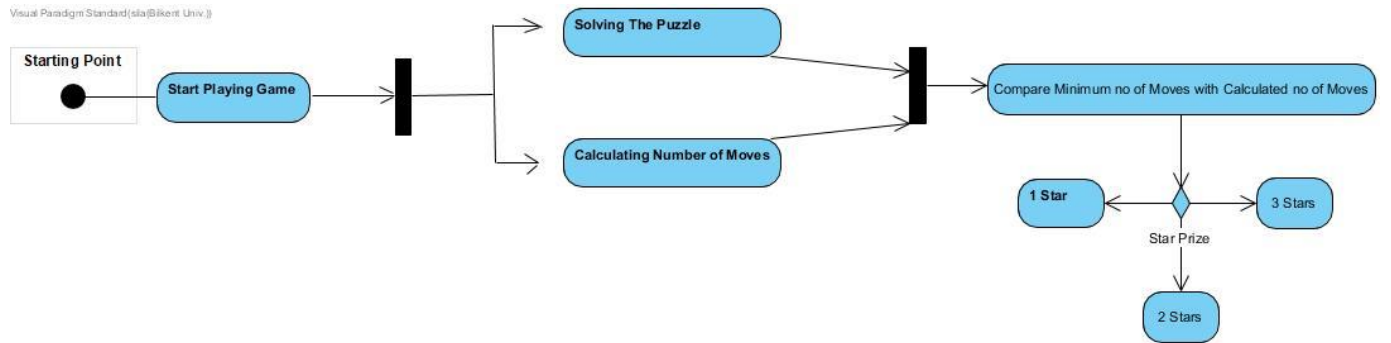 Visual Paradigm Standard(sila(Bilkent Univ.))
Starting Point
Start Playing Game
Solving The Puzzle
Calculating Number of Moves
Compare Minimum no of Moves with Calculated no of Moves
1 Star
3 Stars
Star Prize
2 Stars